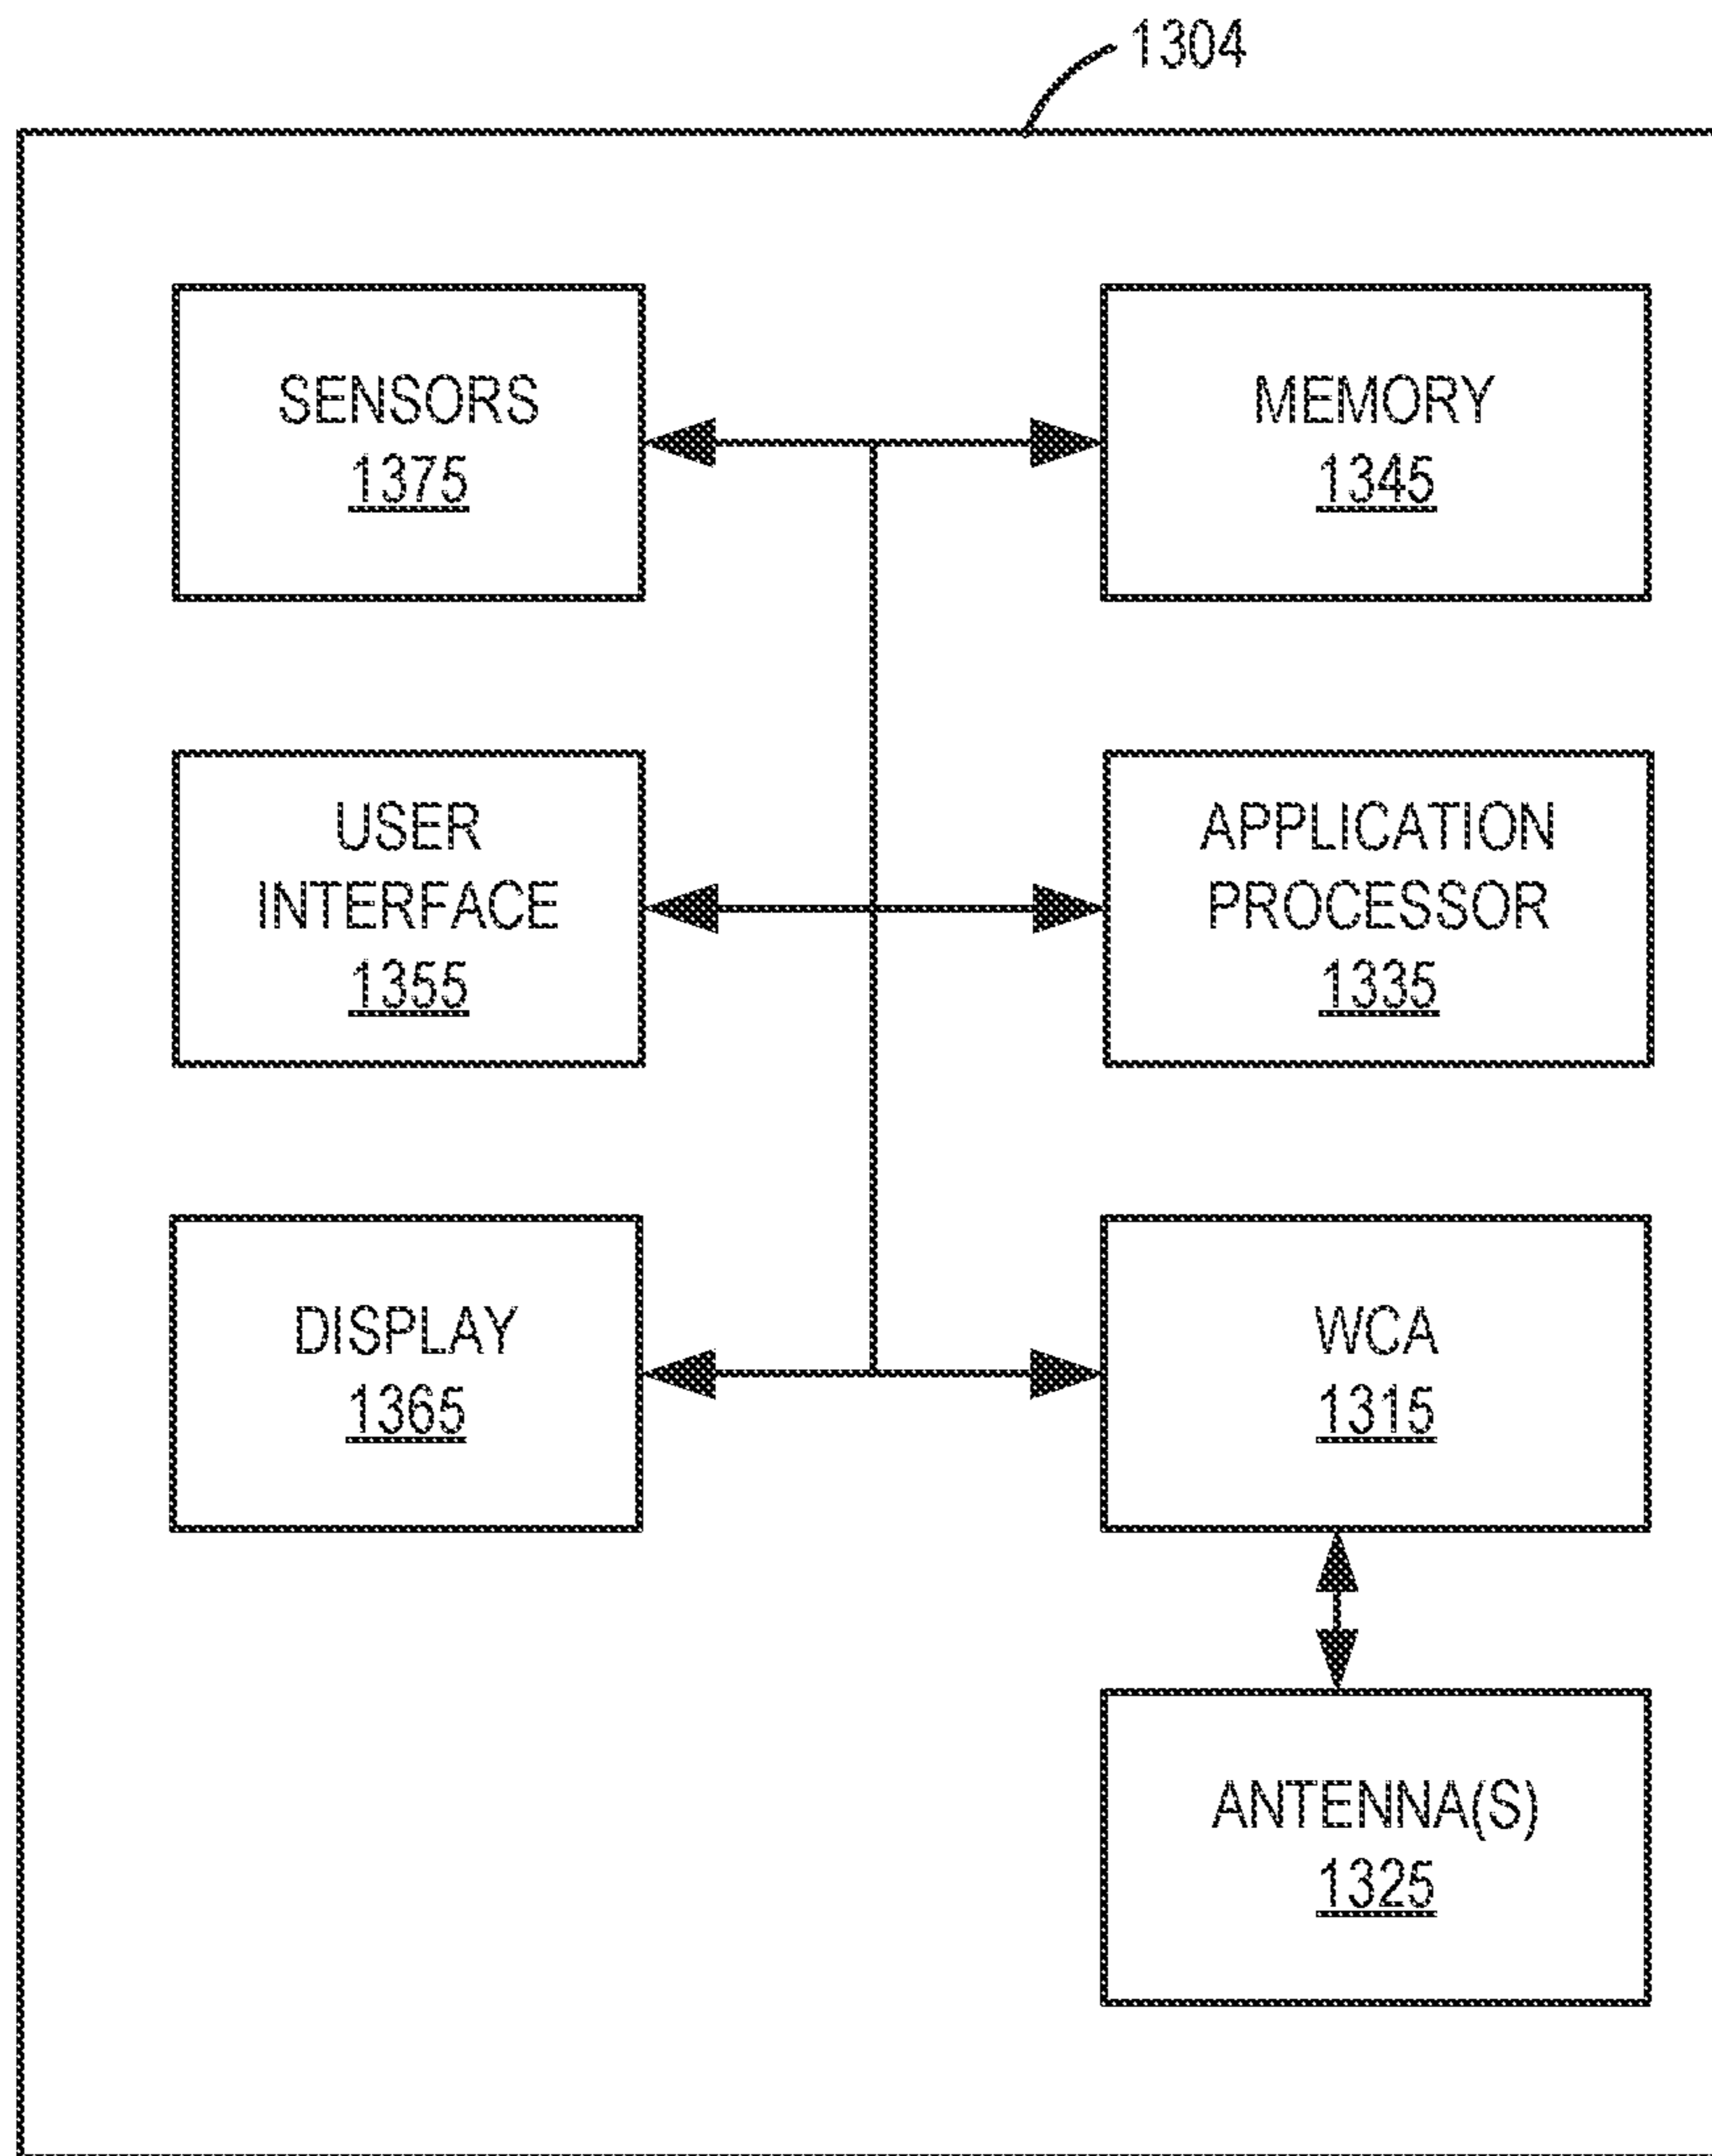 1304
SENSORS
1375
MEMORY
1345
USER
INTERFACE
1355
APPLICATION
PROCESSOR
1335
DISPLAY
1365
WCA
1315
ANTENNA(S)
1325